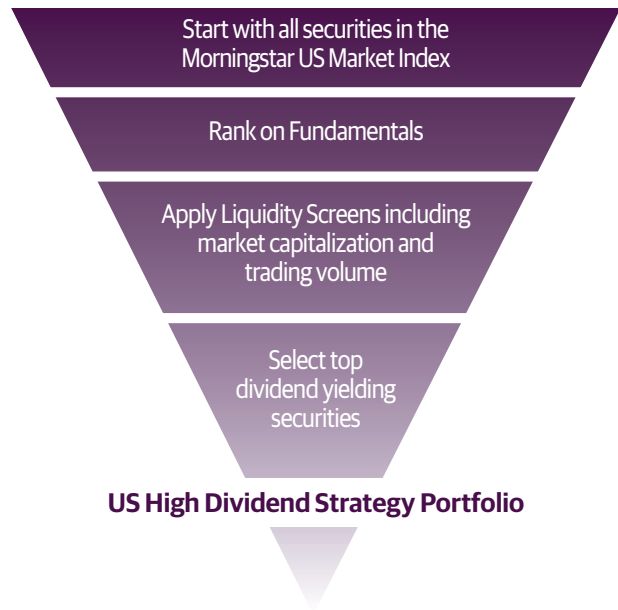 Start with all securities in the
Morningstar US Market Index
Rank on Fundamentals
Apply Liquidity Screens including
market capitalization and
trading volume
Select top
dividend yielding
securities
US High Dividend Strategy Portfolio